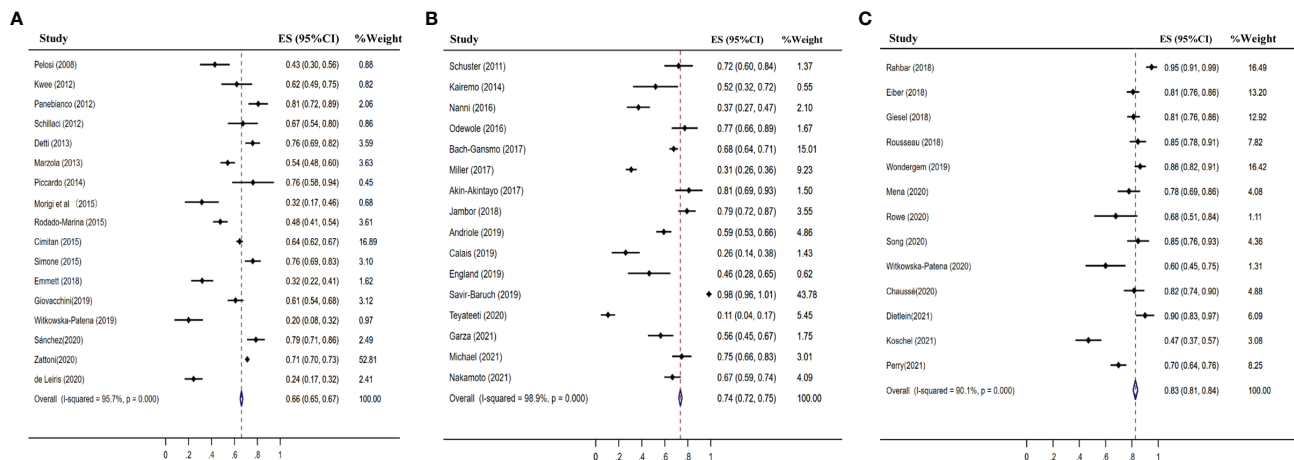 A
Study ES (95%CI) %Weight
Pelosi (2008) 0.43 (0.30, 0.56) 0.88
Kwee (2012) 0.62 (0.49, 0.75) 0.82
Panebianco (2012) 0.81 (0.72, 0.89) 2.06
Schillaci (2012) 0.67 (0.54, 0.80) 0.86
Detti (2013) 0.76 (0.69, 0.82) 3.59
Marzola (2013) 0.54 (0.48, 0.60) 3.63
Piccardo (2014) 0.76 (0.58, 0.94) 0.45
Morigi et al（2015） 0.32 (0.17, 0.46) 0.68
Rodado-Marina (2015) 0.48 (0.41, 0.54) 3.61
Cimitan (2015) 0.64 (0.62, 0.67) 16.89
Simone (2015) 0.76 (0.69, 0.83) 3.10
Emmett (2018) 0.32 (0.22, 0.41) 1.62
Giovacchini(2019) 0.61 (0.54, 0.68) 3.12
Witkowska-Patena (2019) 0.20 (0.08, 0.32) 0.97
Sánchez(2020) 0.79 (0.71, 0.86) 2.49
Zattoni(2020) 0.71 (0.70, 0.73) 52.81
de Leiris (2020) 0.24 (0.17, 0.32) 2.41
Overall (I-squared = 95.7%, p = 0.000) 0.66 (0.65, 0.67) 100.00
0 .2 .4 .6 .8 1
B
Study ES (95%CI) %Weight
Schuster (2011) 0.72 (0.60, 0.84) 1.37
Kairemo (2014) 0.52 (0.32, 0.72) 0.55
Nanni (2016) 0.37 (0.27, 0.47) 2.10
Odewole (2016) 0.77 (0.66, 0.89) 1.67
Bach-Gansmo (2017) 0.68 (0.64, 0.71) 15.01
Miller (2017) 0.31 (0.26, 0.36) 9.23
Akin-Akintayo (2017) 0.81 (0.69, 0.93) 1.50
Jambor (2018) 0.79 (0.72, 0.87) 3.55
Andriole (2019) 0.59 (0.53, 0.66) 4.86
Calais (2019) 0.26 (0.14, 0.38) 1.43
England (2019) 0.46 (0.28, 0.65) 0.62
Savir-Baruch (2019) 0.98 (0.96, 1.01) 43.78
Teyateeti (2020) 0.11 (0.04, 0.17) 5.45
Garza (2021) 0.56 (0.45, 0.67) 1.75
Michael (2021) 0.75 (0.66, 0.83) 3.01
Nakamoto (2021) 0.67 (0.59, 0.74) 4.09
Overall (I-squared = 98.9%, p = 0.000) 0.74 (0.72, 0.75) 100.00
0 .2 .4 .6 .8 1
C
Study ES (95%CI) %Weight
Rahbar (2018) 0.95 (0.91, 0.99) 16.49
Eiber (2018) 0.81 (0.76, 0.86) 13.20
Giesel (2018) 0.81 (0.76, 0.86) 12.92
Rousseau (2018) 0.85 (0.78, 0.91) 7.82
Wondergem (2019) 0.86 (0.82, 0.91) 16.42
Mena (2020) 0.78 (0.69, 0.86) 4.08
Rowe (2020) 0.68 (0.51, 0.84) 1.11
Song (2020) 0.85 (0.76, 0.93) 4.36
Witkowska-Patena (2020) 0.60 (0.45, 0.75) 1.31
Chaussé(2020) 0.82 (0.74, 0.90) 4.88
Dietlein(2021) 0.90 (0.83, 0.97) 6.09
Koschel (2021) 0.47 (0.37, 0.57) 3.08
Perry(2021) 0.70 (0.64, 0.76) 8.25
Overall (I-squared = 90.1%, p = 0.000) 0.83 (0.81, 0.84) 100.00
0 .2 .4 .6 .8 1